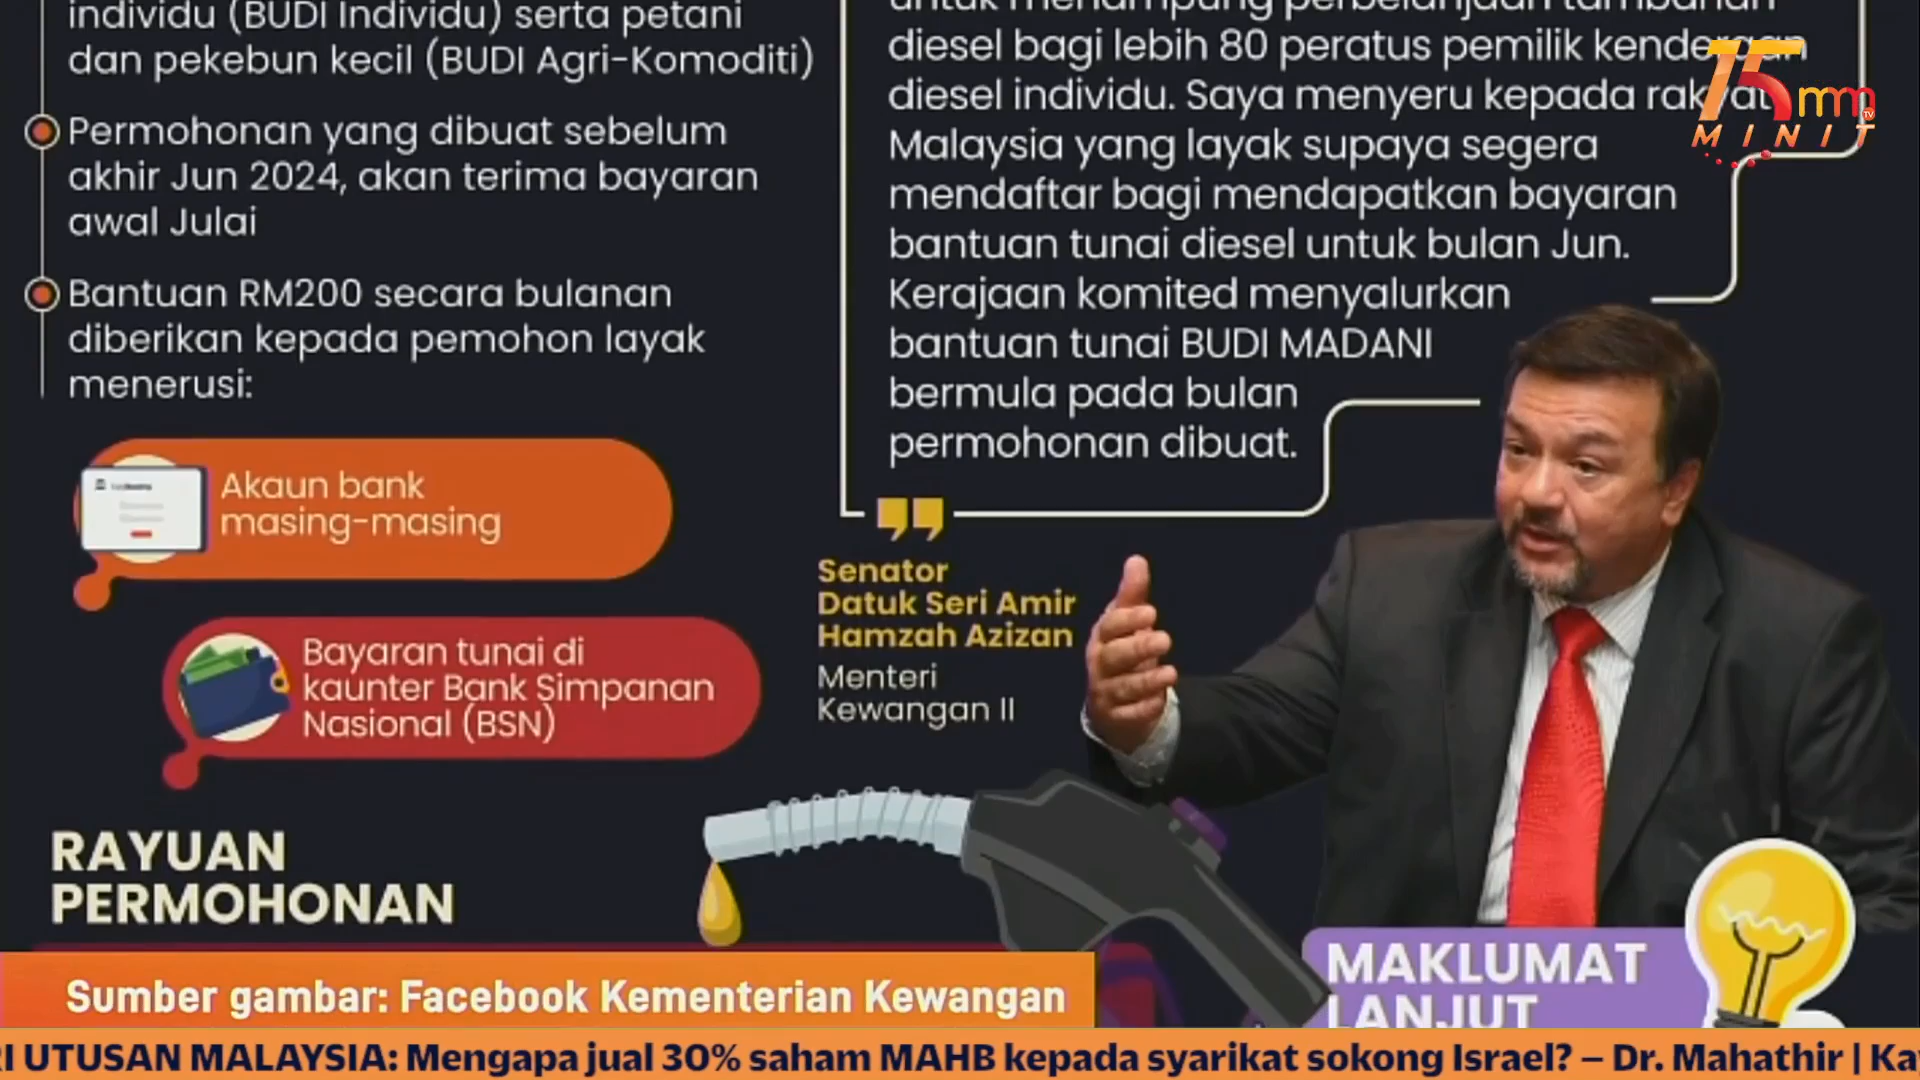 individu (BUDI Individu) serta petani
dan pekebun kecil (BUDI Agri-Komoditi)
Permohonan yang dibuat sebelum
akhir Jun 2024, akan terima bayaran
awal Julai
Bantuan RM200 secara bulanan
diberikan kepada pemohon layak
menerusi:
Akaun bank
masing-masing
Bayaran tunai di
kaunter Bank Simpanan
Nasional (BSN)
RAYUAN
PERMOHONAN
untuk menampung perbelanjaan tambahan
diesel bagi lebih 80 peratus pemilik kenderaan
diesel individu. Saya menyeru kepada rakyat
Malaysia yang layak supaya segera
mendaftar bagi mendapatkan bayaran
bantuan tunai diesel untuk bulan Jun.
Kerajaan komited menyalurkan
bantuan tunai BUDI MADANI
bermula pada bulan
permohonan dibuat.
Senator
Datuk Seri Amir
Hamzah Azizan
Menteri
Kewangan II
MAKLUMAT
LANJUT
15 mmm TV
MINIT
Sumber gambar: Facebook Kementerian Kewangan
UTUSAN MALAYSIA: Mengapa jual 30% saham MAHB kepada syarikat sokong Israel? – Dr. Mahathir |